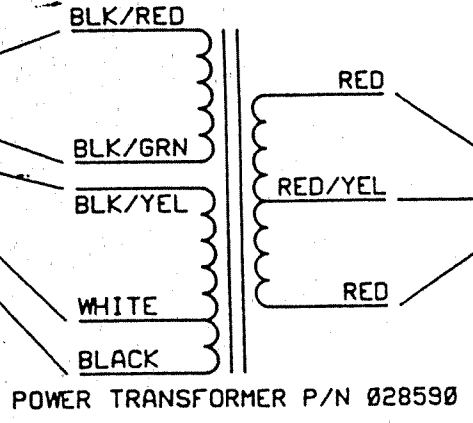 BLK/RED
RED
BLK/GRN
RED/YEL
BLK/YEL
WHITE
RED
BLACK
POWER TRANSFORMER P/N 028590